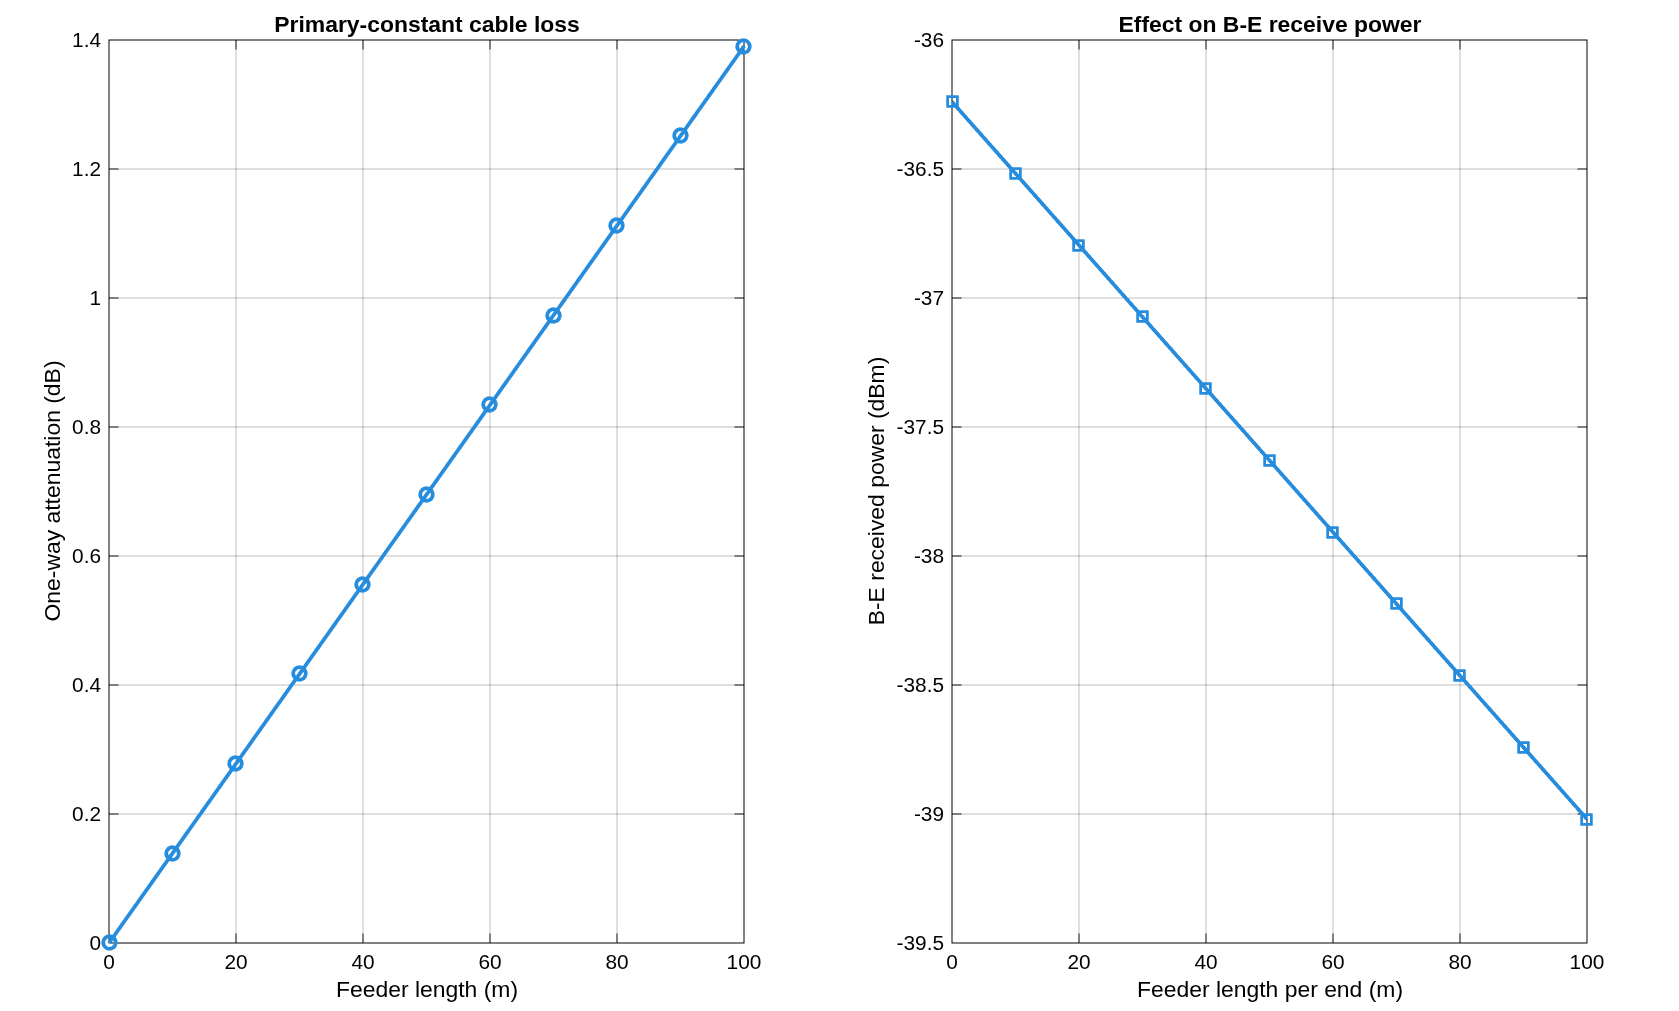 Primary-constant cable loss
1.4
1.2
1
0.8
0.6
0.4
0.2
0
One-way attenuation (dB)
0 20 40 60 80 100
Feeder length (m)
Effect on B-E receive power
-36
-36.5
-37
-37.5
-38
-38.5
-39
-39.5
B-E received power (dBm)
0 20 40 60 80 100
Feeder length per end (m)